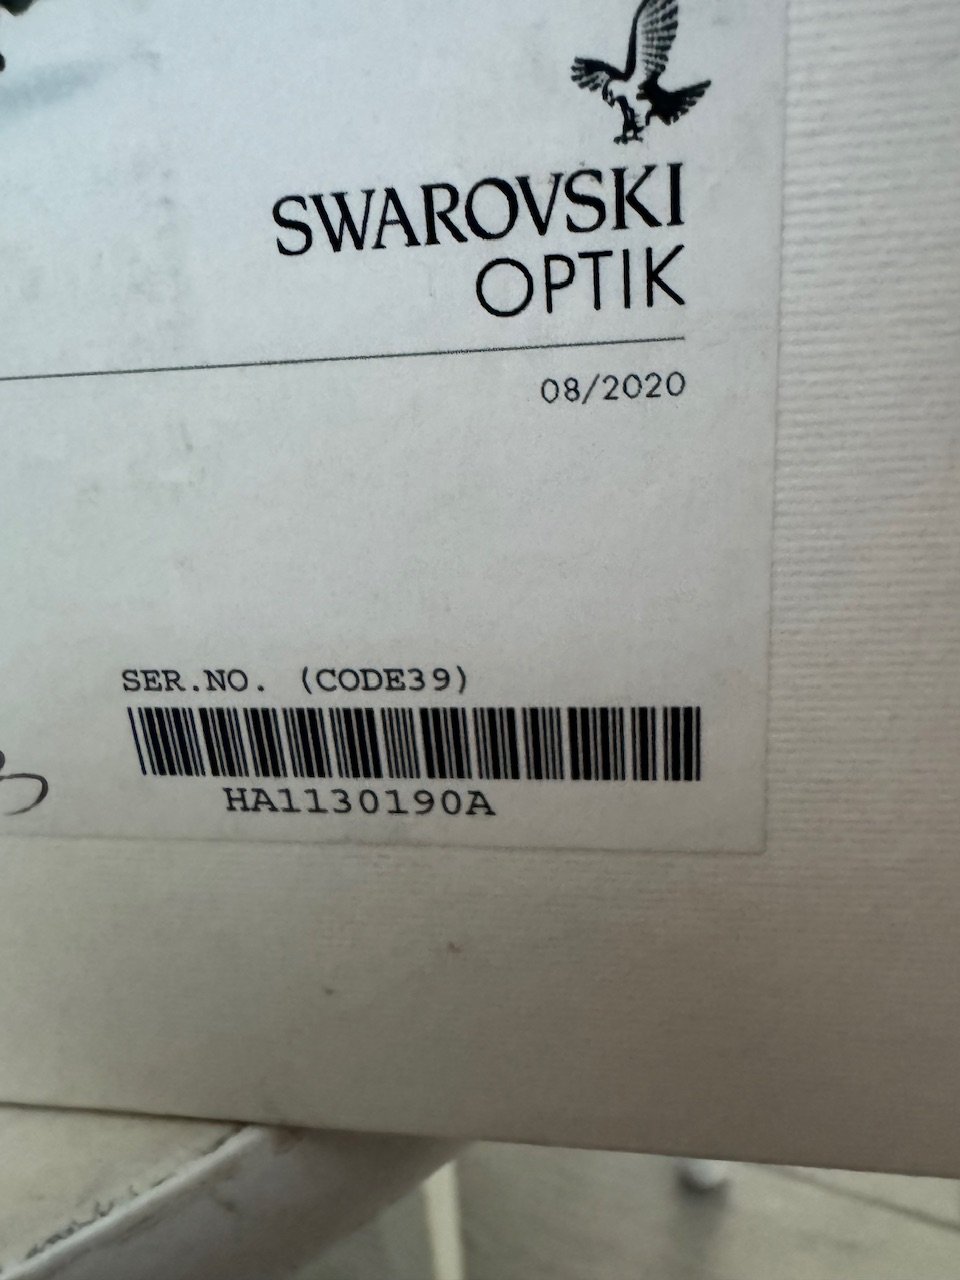 SWAROVSKI
OPTIK
08/2020
SER.NO. (CODE39)
HA1130190A